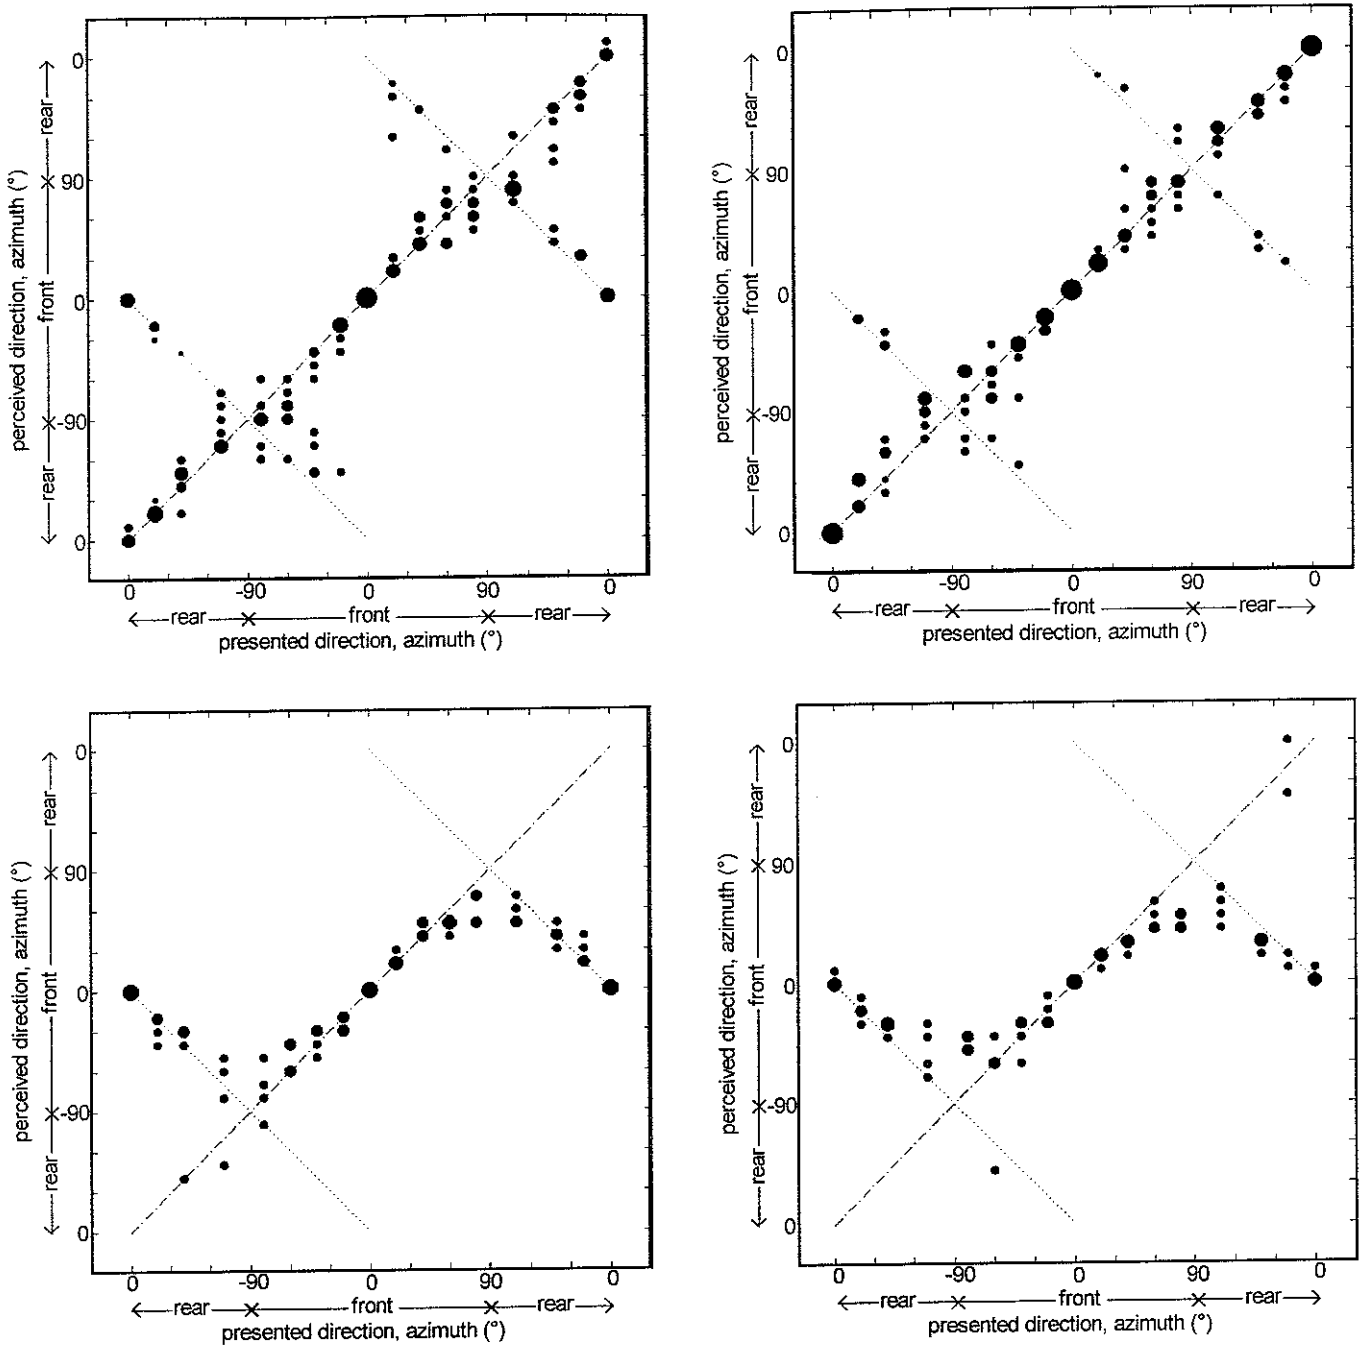 0
rear
90
front
0
-90
rear
0
perceived direction, azimuth (°)
0 -90 0 90 0
rear front rear
presented direction, azimuth (°)
0
rear
90
front
0
-90
rear
0
perceived direction, azimuth (°)
0 -90 0 90 0
rear front rear
presented direction, azimuth (°)
0
rear
90
front
0
-90
rear
0
perceived direction, azimuth (°)
0 -90 0 90 0
rear front rear
presented direction, azimuth (°)
0
rear
90
front
0
-90
rear
0
perceived direction, azimuth (°)
0 -90 0 90 0
rear front rear
presented direction, azimuth (°)